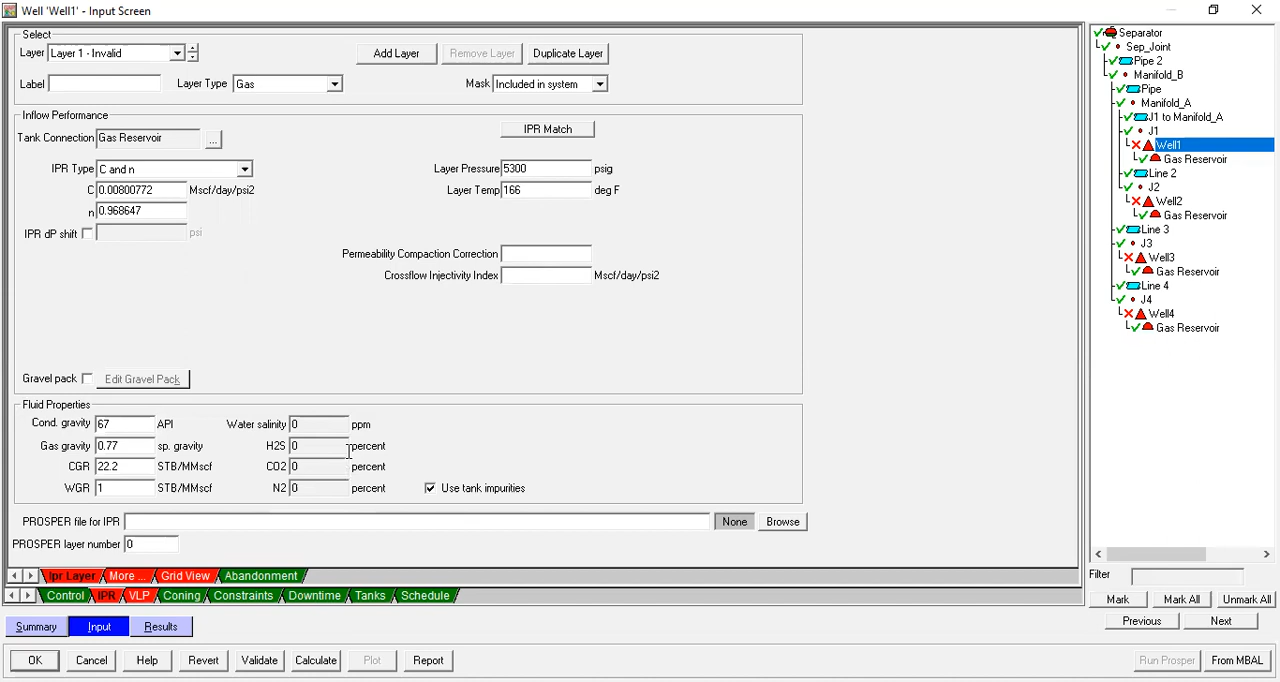 Well 'Well1' - Input Screen
Select
Layer Layer 1 - Invalid Add Layer Remove Layer Duplicate Layer
Label Layer Type Gas Mask Included in system
Inflow Performance
Tank Connection Gas Reservoir ... IPR Match
IPR Type C and n Layer Pressure 5300 psig
C 0.00800772 Mscf/day/psi2 Layer Temp 166 deg F
n 0.968647
IPR dP shift psi
Permeability Compaction Correction
Crossflow Injectivity Index Mscf/day/psi2
Gravel pack Edit Gravel Pack
Fluid Properties
Cond. gravity 67 API Water salinity 0 ppm
Gas gravity 0.77 sp. gravity H2S 0 percent
CGR 22.2 STB/MMscf CO2 0 percent
WGR 1 STB/MMscf N2 0 percent Use tank impurities
PROSPER file for IPR None Browse
PROSPER layer number 0
Ipr Layer More ... Grid View Abandonment
Control IPR VLP Coning Constraints Downtime Tanks Schedule
Summary Input Results
OK Cancel Help Revert Validate Calculate Plot Report Run Prosper From MBAL
Separator
Sep_Joint
Pipe 2
Manifold_B
Pipe
Manifold_A
J1 to Manifold_A
J1
Well1
Gas Reservoir
Line 2
J2
Well2
Gas Reservoir
Line 3
J3
Well3
Gas Reservoir
Line 4
J4
Well4
Gas Reservoir
Filter
Mark Mark All Unmark All
Previous Next